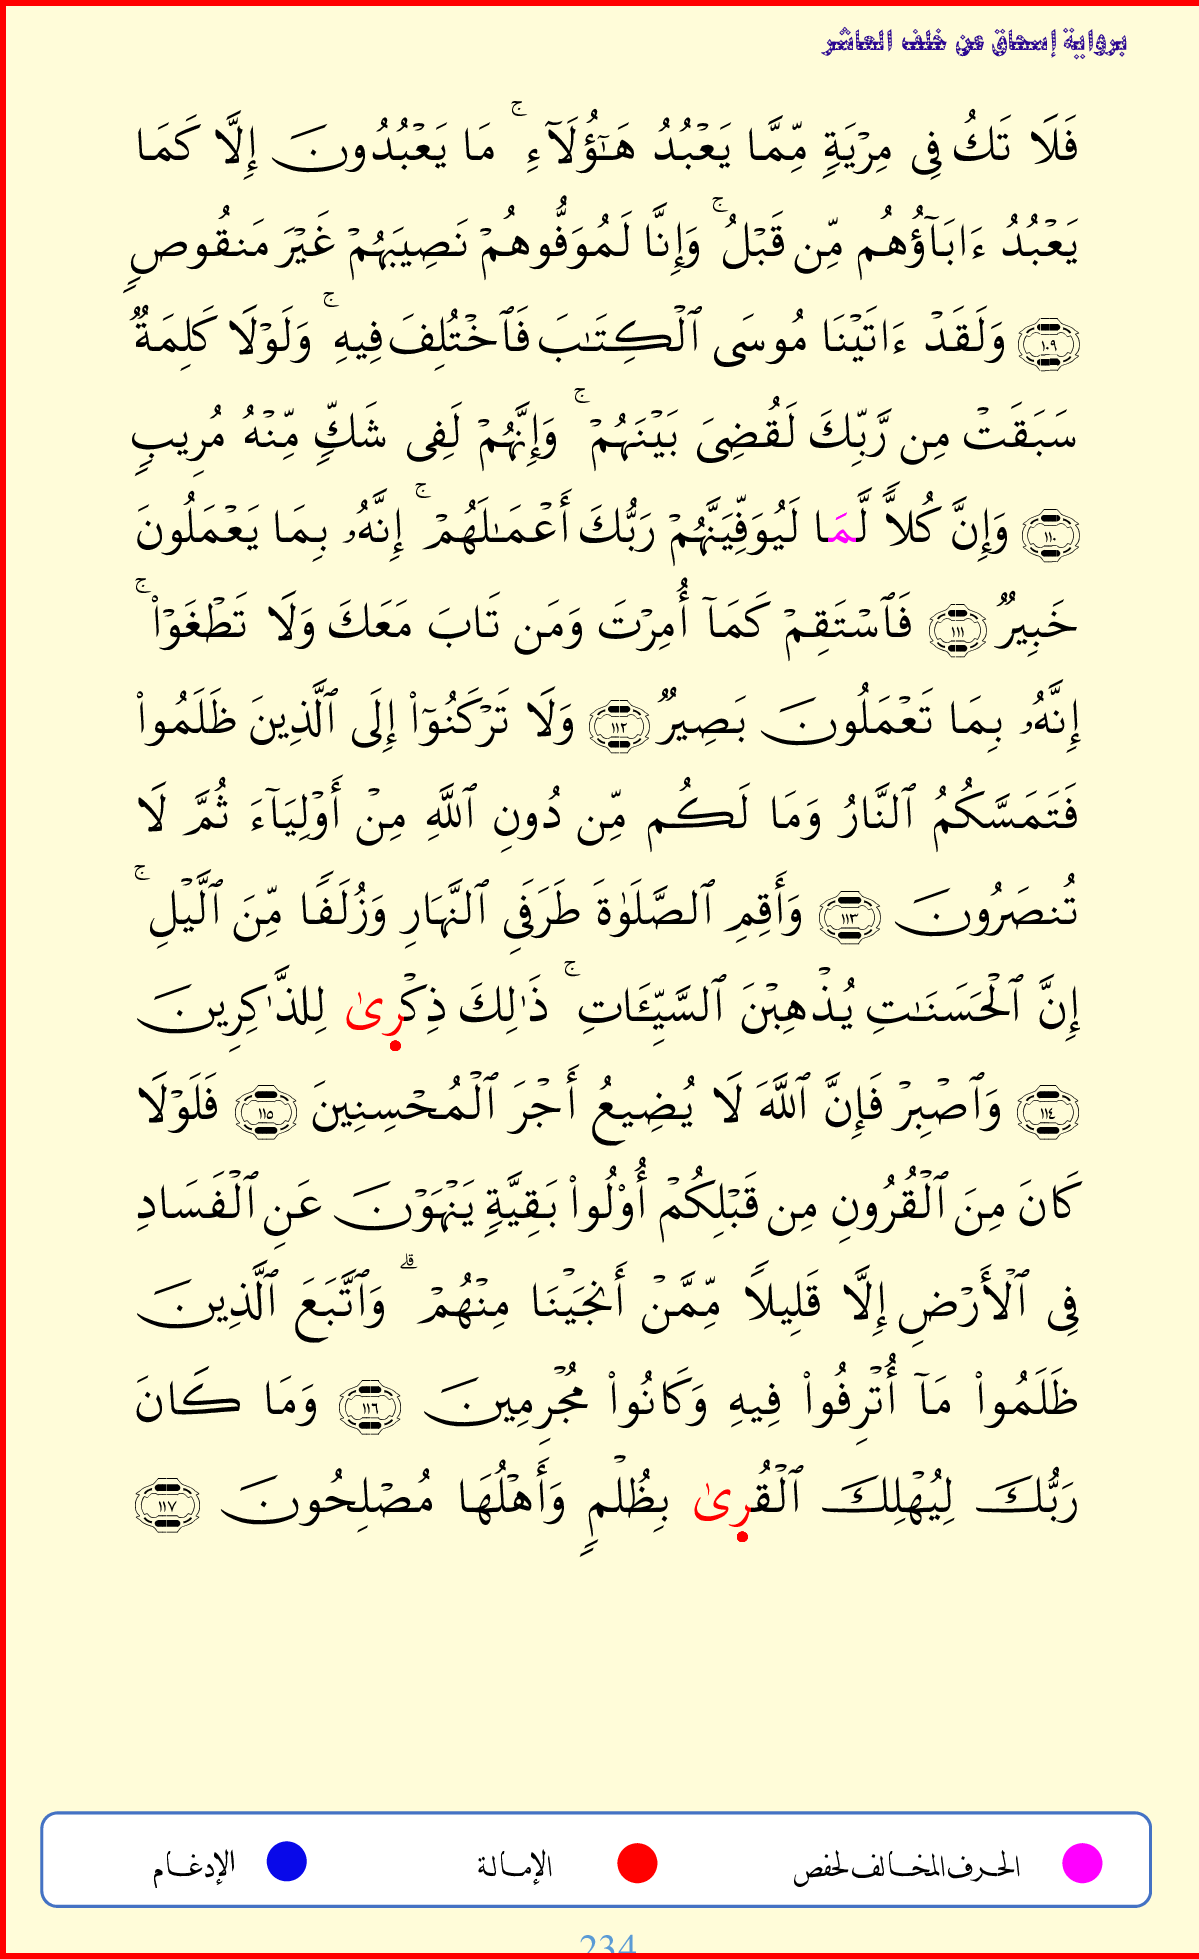 برواية إسحاق عن خلف العاشر
فَلَا تَكُ فِى مِرْيَةٍ مِّمَّا يَعْبُدُ هَـٰٓؤُلَآءِ ۚ مَا يَعْبُدُونَ إِلَّا كَمَا
يَعْبُدُ ءَابَآؤُهُم مِّن قَبْلُ ۚ وَإِنَّا لَمُوَفُّوهُمْ نَصِيبَهُمْ غَيْرَ مَنقُوصٍ
١٠٩ وَلَقَدْ ءَاتَيْنَا مُوسَى ٱلْكِتَـٰبَ فَٱخْتُلِفَ فِيهِ ۚ وَلَوْلَا كَلِمَةٌ
سَبَقَتْ مِن رَّبِّكَ لَقُضِىَ بَيْنَهُمْ ۚ وَإِنَّهُمْ لَفِى شَكٍّ مِّنْهُ مُرِيبٍ
١١٠ وَإِنَّ كُلاًّ لَّمَا لَيُوَفِّيَنَّهُمْ رَبُّكَ أَعْمَـٰلَهُمْ ۚ إِنَّهُۥ بِمَا يَعْمَلُونَ
خَبِيرٌ ١١١ فَٱسْتَقِمْ كَمَآ أُمِرْتَ وَمَن تَابَ مَعَكَ وَلَا تَطْغَوْا۟ ۚ
إِنَّهُۥ بِمَا تَعْمَلُونَ بَصِيرٌ ١١٢ وَلَا تَرْكَنُوٓا۟ إِلَى ٱلَّذِينَ ظَلَمُوا۟
فَتَمَسَّكُمُ ٱلنَّارُ وَمَا لَكُم مِّن دُونِ ٱللَّهِ مِنْ أَوْلِيَآءَ ثُمَّ لَا
تُنصَرُونَ ١١٣ وَأَقِمِ ٱلصَّلَوٰةَ طَرَفَىِ ٱلنَّهَارِ وَزُلَفًا مِّنَ ٱلَّيْلِ ۚ
إِنَّ ٱلْحَسَنَـٰتِ يُذْهِبْنَ ٱلسَّيِّـَٔاتِ ۚ ذَٰلِكَ ذِكْرِىٰ لِلذَّٰكِرِينَ
١١٤ وَٱصْبِرْ فَإِنَّ ٱللَّهَ لَا يُضِيعُ أَجْرَ ٱلْمُحْسِنِينَ ١١٥ فَلَوْلَا
كَانَ مِنَ ٱلْقُرُونِ مِن قَبْلِكُمْ أُو۟لُوا۟ بَقِيَّةٍ يَنْهَوْنَ عَنِ ٱلْفَسَادِ
فِى ٱلْأَرْضِ إِلَّا قَلِيلاً مِّمَّنْ أَنجَيْنَا مِنْهُمْ ۗ وَٱتَّبَعَ ٱلَّذِينَ
ظَلَمُوا۟ مَآ أُتْرِفُوا۟ فِيهِ وَكَانُوا۟ مُجْرِمِينَ ١١٦ وَمَا كَانَ
رَبُّكَ لِيُهْلِكَ ٱلْقُرِىٰ بِظُلْمٍ وَأَهْلُهَا مُصْلِحُونَ ١١٧
الحرف المخالف لحفص الإمالة الإدغام
234